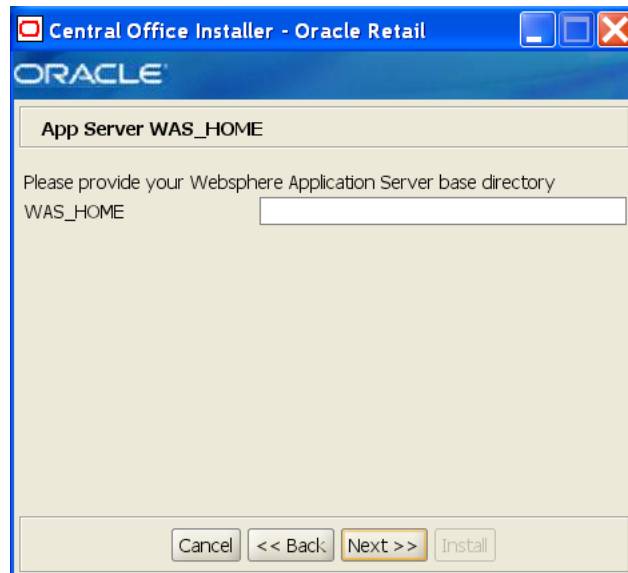 Central Office Installer - Oracle Retail
ORACLE
App Server WAS_HOME
Please provide your Websphere Application Server base directory
WAS_HOME
Cancel << Back Next >> Install